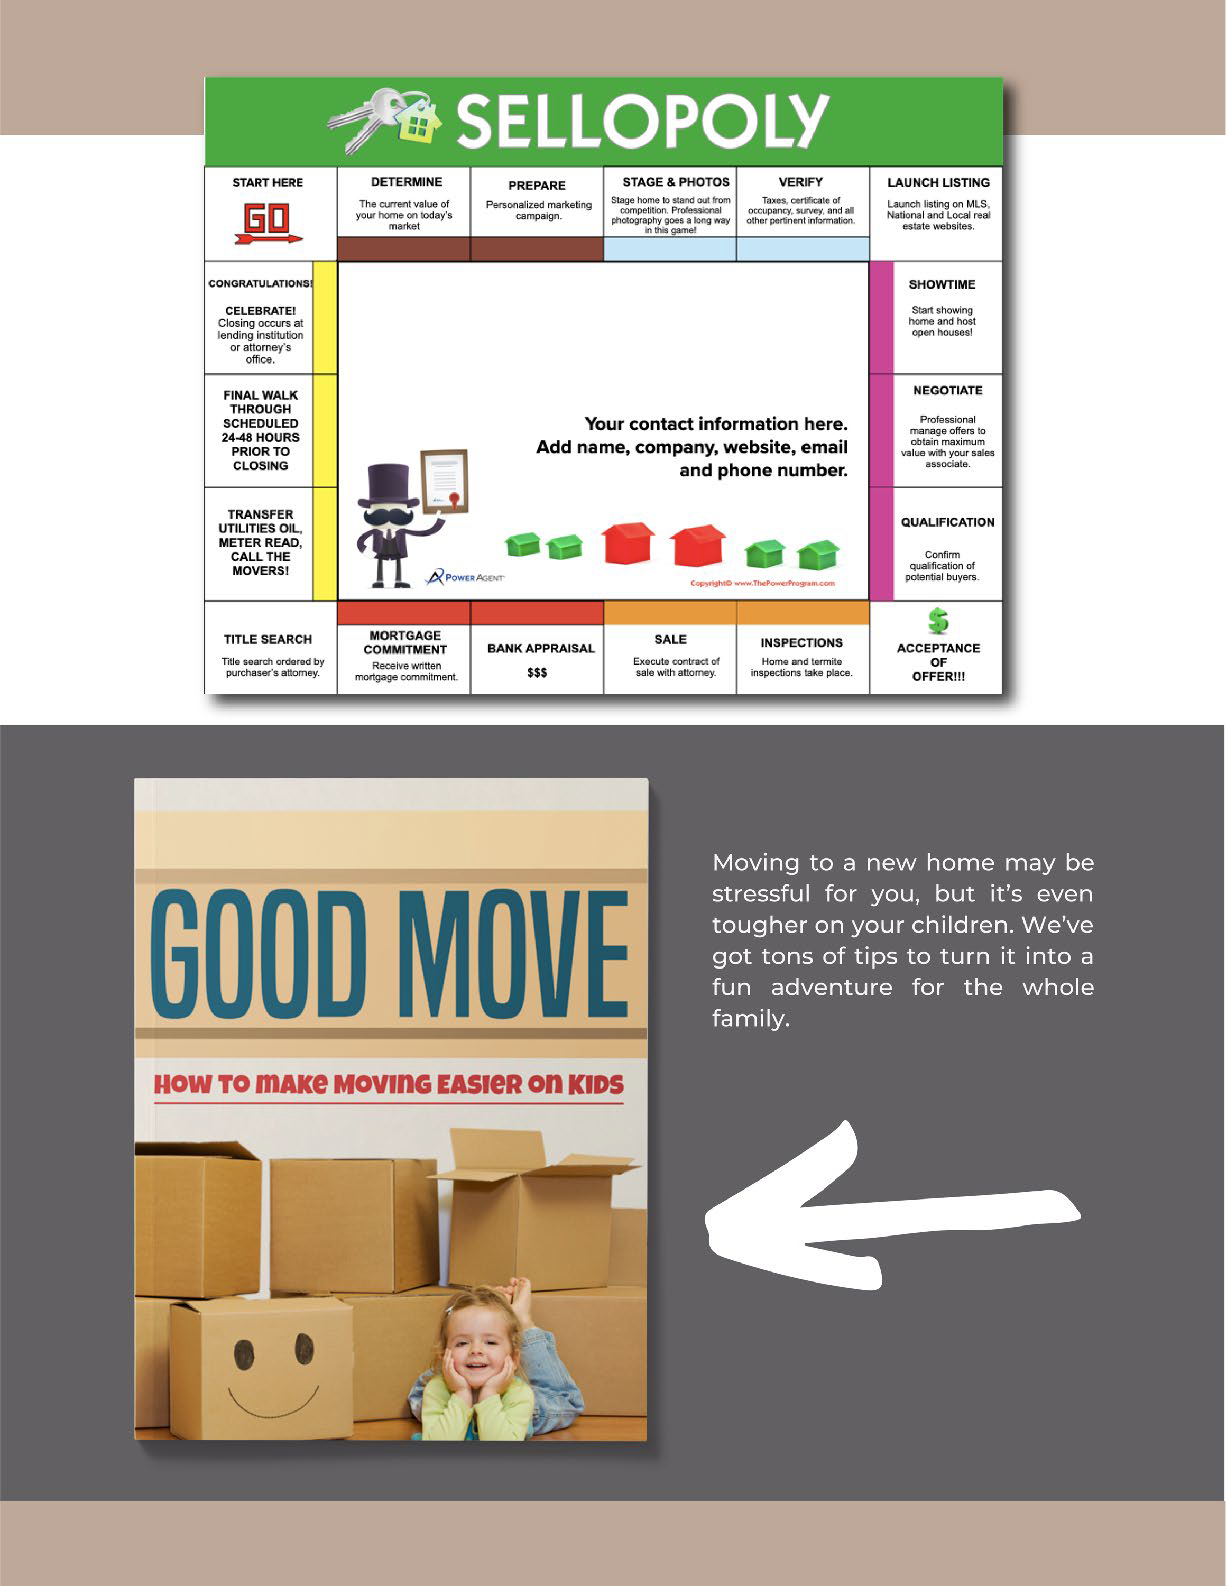 SELLOPOLY
START HERE
GO
DETERMINE
The current value of
your home on today's
market
PREPARE
Personalized marketing
campaign.
STAGE & PHOTOS
Stage home to stand out from
competition. Professional
photography goes a long way
in this game!
VERIFY
Taxes, certificate of
occupancy, survey, and all
other pertinent information.
LAUNCH LISTING
Launch listing on MLS,
National and Local real
estate websites.
SHOWTIME
Start showing
home and host
open houses!
NEGOTIATE
Professional
manage offers to
obtain maximum
value with your sales
associate.
QUALIFICATION
Confirm
qualification of
potential buyers.
$
ACCEPTANCE
OF
OFFER!!!
INSPECTIONS
Home and termite
inspections take place.
SALE
Execute contract of
sale with attorney.
BANK APPRAISAL
$$$
MORTGAGE
COMMITMENT
Receive written
mortgage commitment.
TITLE SEARCH
Title search ordered by
purchaser's attorney.
TRANSFER
UTILITIES OIL,
METER READ,
CALL THE
MOVERS!
FINAL WALK
THROUGH
SCHEDULED
24-48 HOURS
PRIOR TO
CLOSING
CONGRATULATIONS!
CELEBRATE!
Closing occurs at
lending institution
or attorney's
office.
Your contact information here.
Add name, company, website, email
and phone number.
POWER AGENT
Copyright© www.ThePowerProgram.com
GOOD MOVE
HOW TO MAKE MOVING EASIER ON KIDS
Moving to a new home may be
stressful for you, but it's even
tougher on your children. We've
got tons of tips to turn it into a
fun adventure for the whole
family.